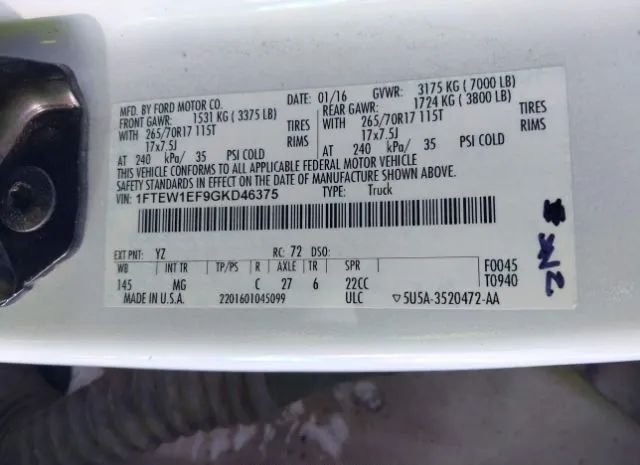 MFD. BY FORD MOTOR CO. DATE: 01/16 GVWR: 3175 KG ( 7000 LB)
FRONT GAWR: 1531 KG ( 3375 LB) REAR GAWR: 1724 KG ( 3800 LB)
WITH 265/70R17 115T TIRES WITH 265/70R17 115T TIRES
17x7.5J RIMS 17x7.5J RIMS
AT 240 kPa/ 35 PSI COLD AT 240 kPa/ 35 PSI COLD
THIS VEHICLE CONFORMS TO ALL APPLICABLE FEDERAL MOTOR VEHICLE
SAFETY STANDARDS IN EFFECT ON THE DATE OF MANUFACTURE SHOWN ABOVE.
VIN: 1FTEW1EF9GKD46375 TYPE: Truck
EXT PNT: YZ RC: 72 DSO:
WB INT TR TP/PS R AXLE TR SPR F0045
145 MG C 27 6 22CC T0940
MADE IN U.S.A. 2201601045099 ULC ▽5U5A-3520472-AA